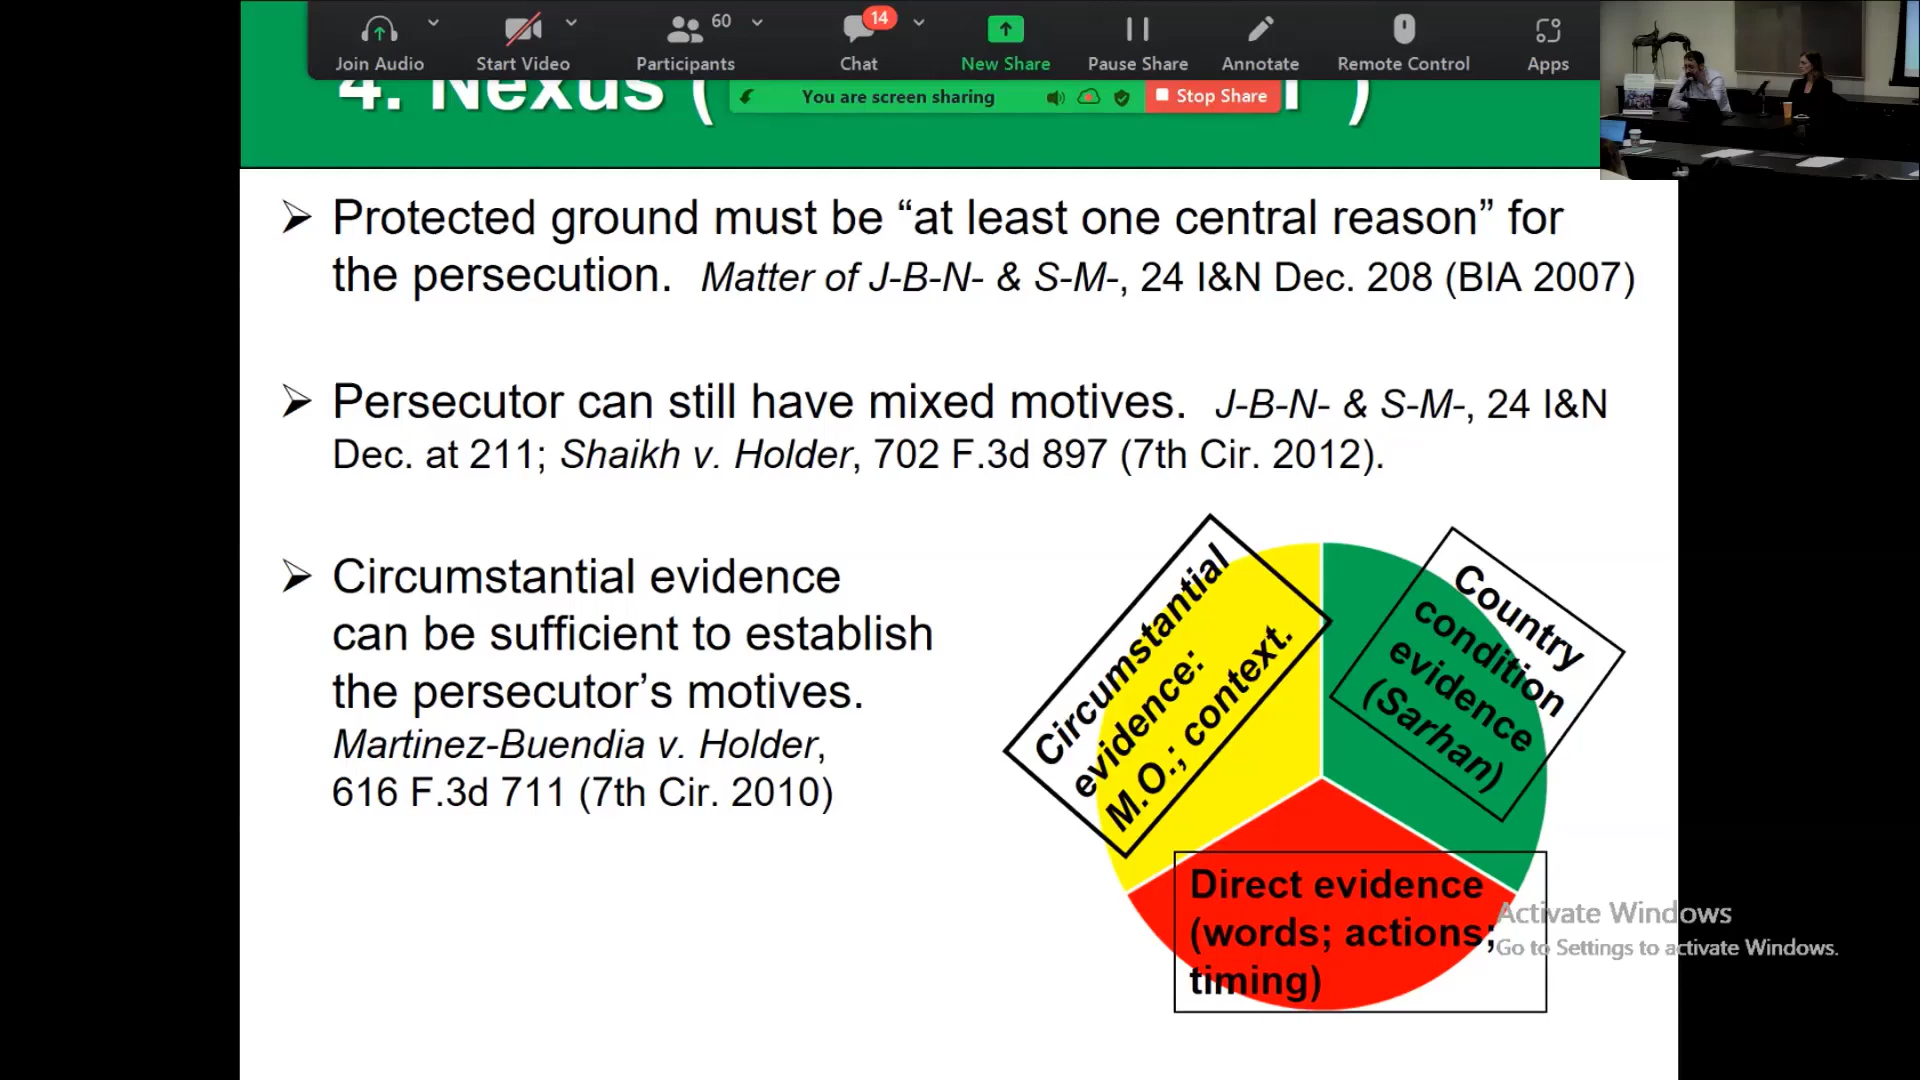 60
14
Join Audio
Start Video
Participants
Chat
New Share
Pause Share
Annotate
Remote Control
Apps
4. Nexus (
)
You are screen sharing
Stop Share
➢ Protected ground must be “at least one central reason” for
the persecution. Matter of J-B-N- & S-M-, 24 I&N Dec. 208 (BIA 2007)
➢ Persecutor can still have mixed motives. J-B-N- & S-M-, 24 I&N
Dec. at 211; Shaikh v. Holder, 702 F.3d 897 (7th Cir. 2012).
➢ Circumstantial evidence
can be sufficient to establish
the persecutor’s motives.
Martinez-Buendia v. Holder,
616 F.3d 711 (7th Cir. 2010)
Circumstantial
evidence:
M.O.; context.
Country
condition
evidence
(Sarhan)
Direct evidence
(words; actions;
timing)
Activate Windows
Go to Settings to activate Windows.